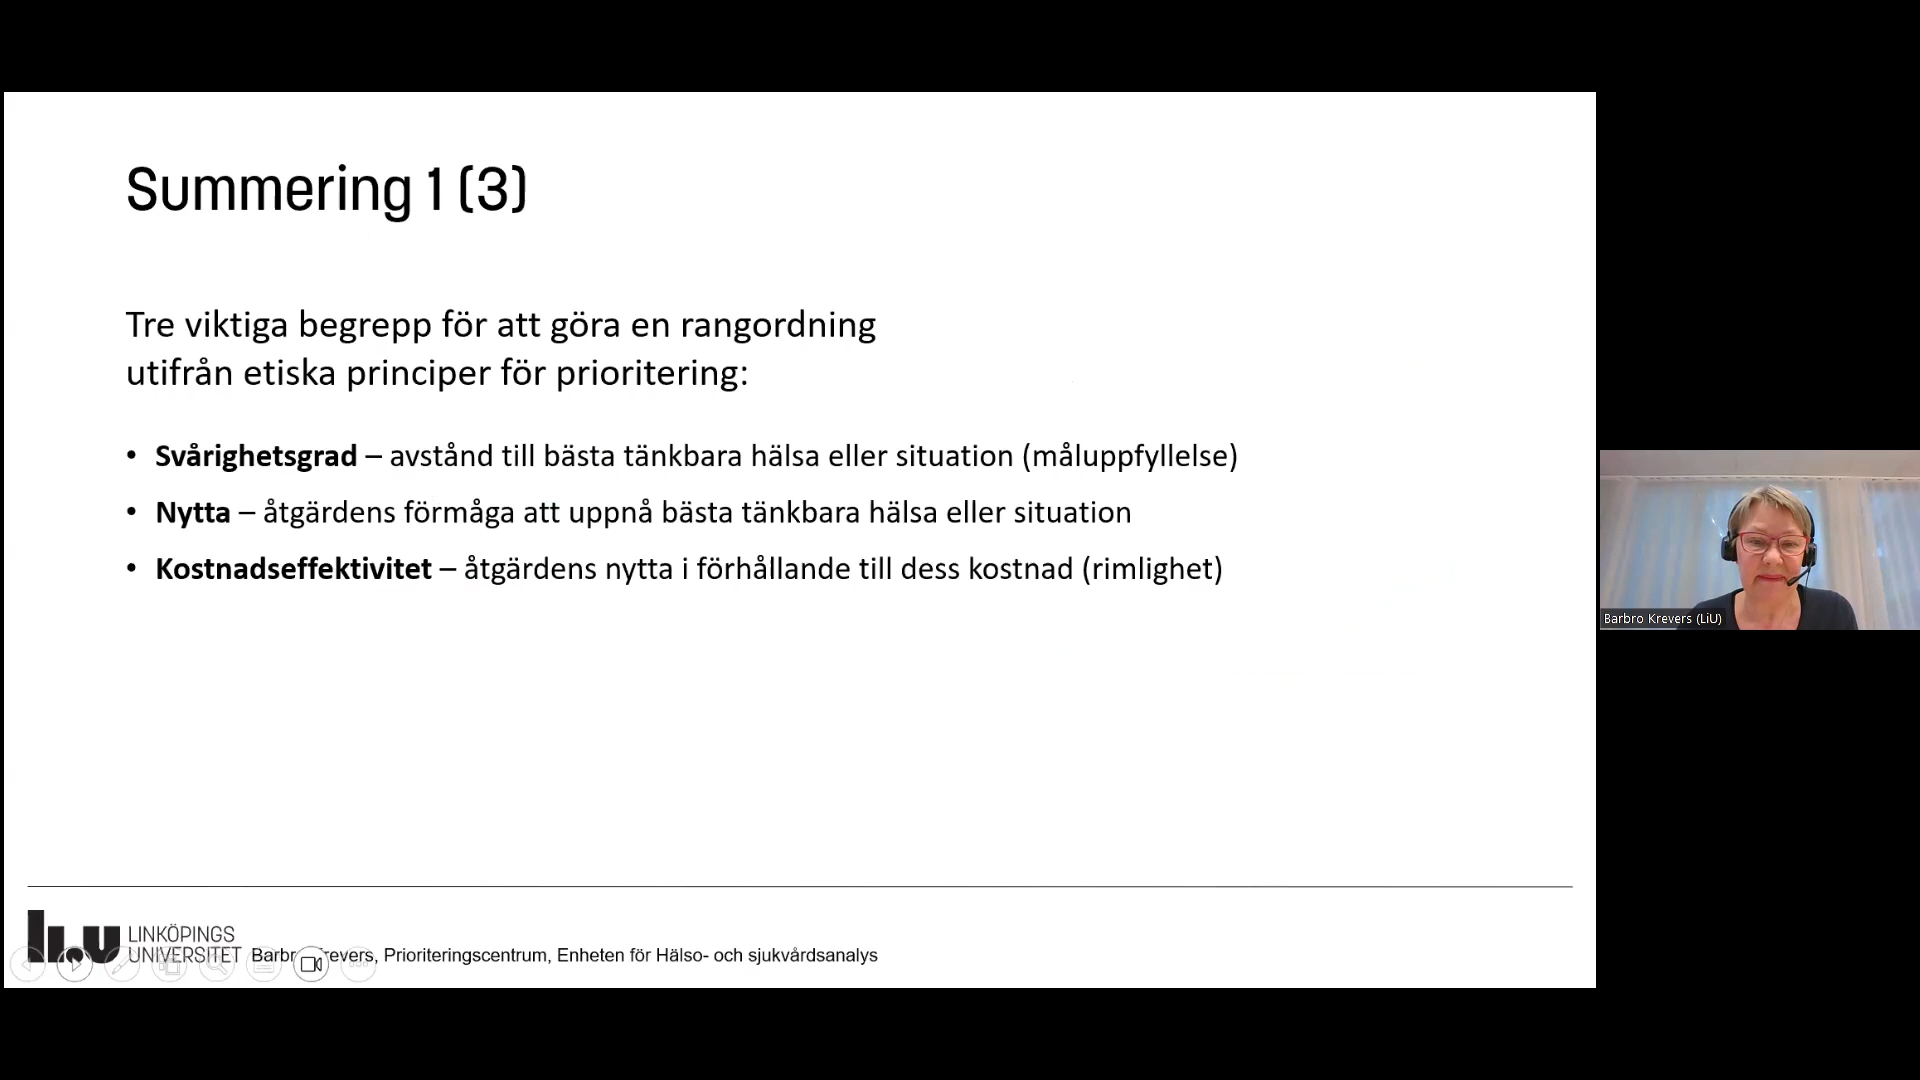 Summering 1 (3)
Tre viktiga begrepp för att göra en rangordning
utifrån etiska principer för prioritering:
• Svårighetsgrad – avstånd till bästa tänkbara hälsa eller situation (måluppfyllelse)
• Nytta – åtgärdens förmåga att uppnå bästa tänkbara hälsa eller situation
• Kostnadseffektivitet – åtgärdens nytta i förhållande till dess kostnad (rimlighet)
Barbro Krevers (LiU)
LiU LINKÖPINGS
UNIVERSITET
Barbro Krevers, Prioriteringscentrum, Enheten för Hälso- och sjukvårdsanalys